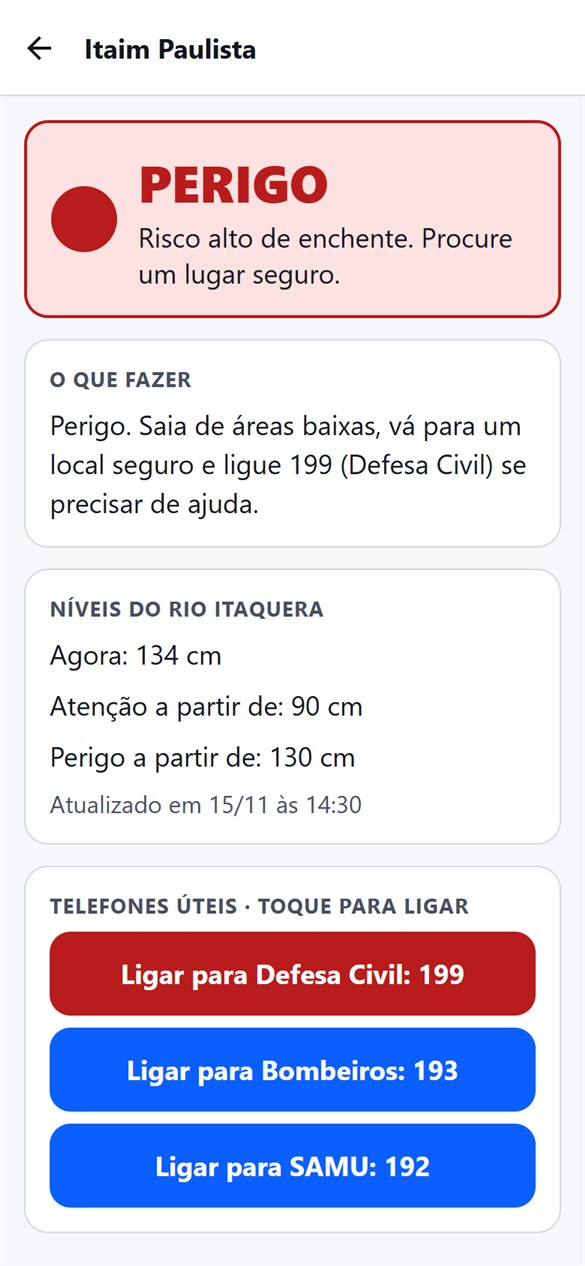 Itaim Paulista
PERIGO
Risco alto de enchente. Procure
um lugar seguro.
O QUE FAZER
Perigo. Saia de áreas baixas, vá para um
local seguro e ligue 199 (Defesa Civil) se
precisar de ajuda.
NÍVEIS DO RIO ITAQUERA
Agora: 134 cm
Atenção a partir de: 90 cm
Perigo a partir de: 130 cm
Atualizado em 15/11 às 14:30
TELEFONES ÚTEIS · TOQUE PARA LIGAR
Ligar para Defesa Civil: 199
Ligar para Bombeiros: 193
Ligar para SAMU: 192